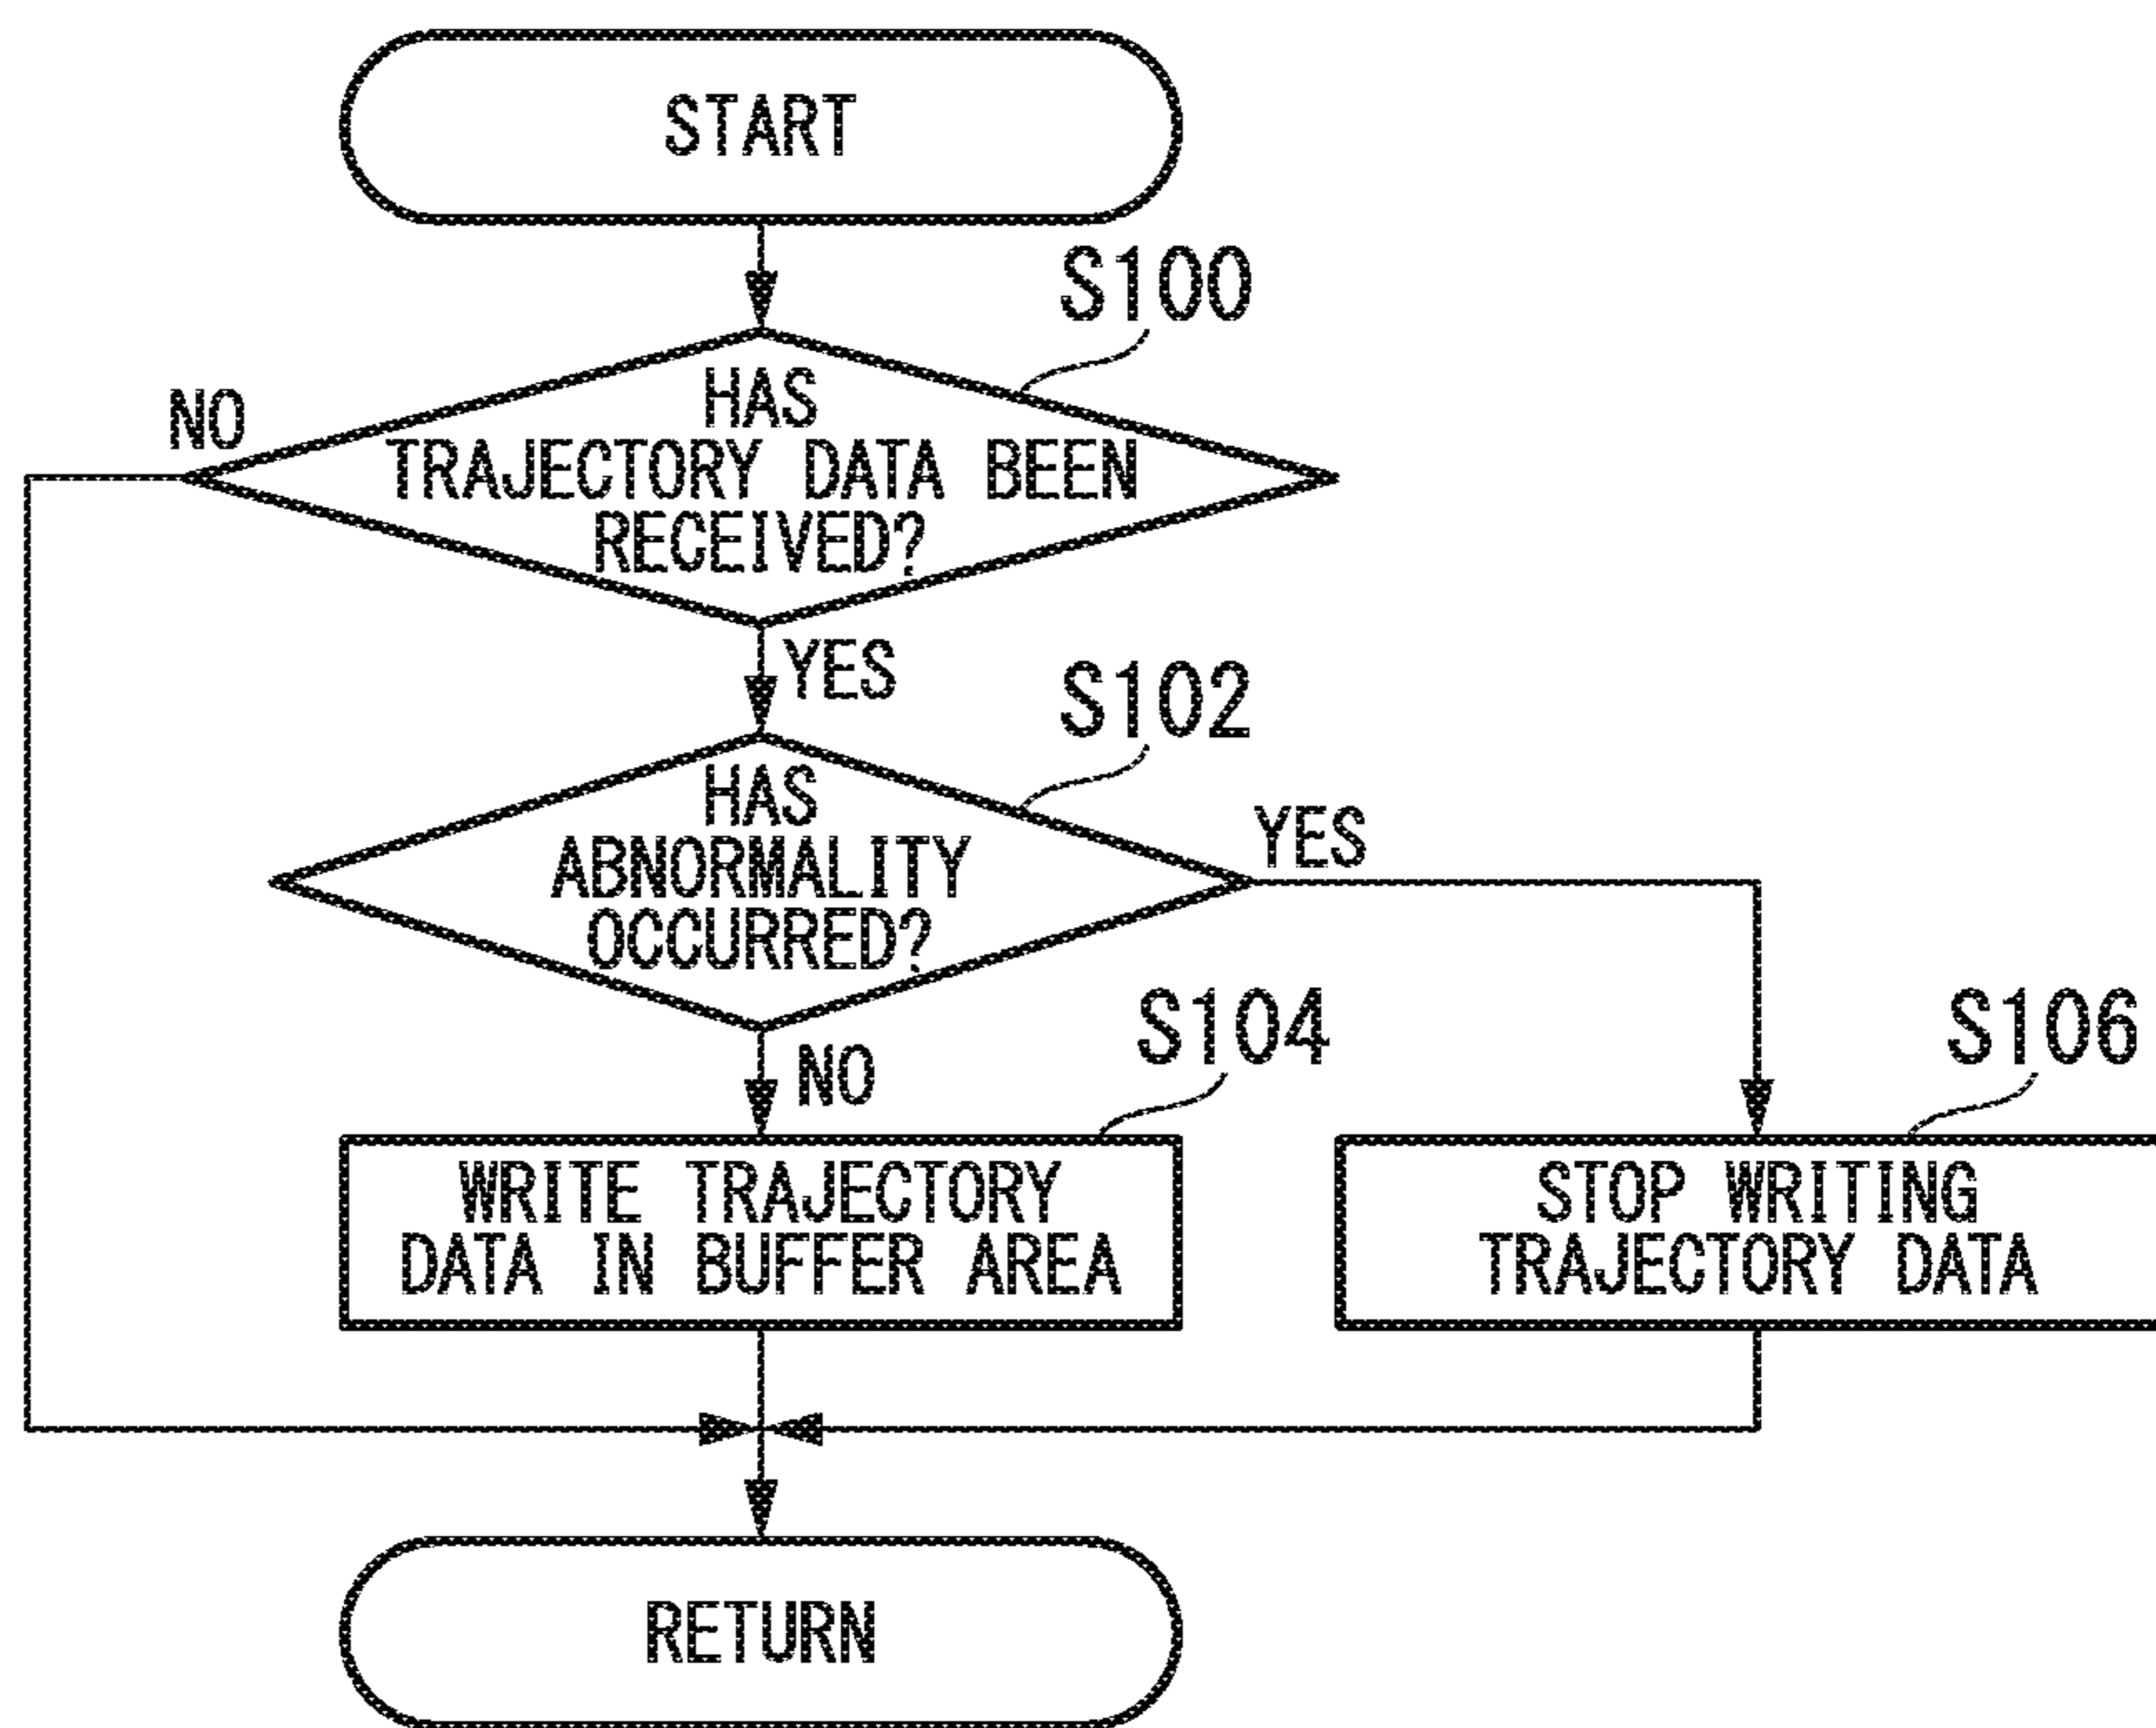 START
S100
HAS
TRAJECTORY DATA BEEN
RECEIVED?
NO
YES
S102
HAS
ABNORMALITY
OCCURRED?
YES
NO
S104
WRITE TRAJECTORY
DATA IN BUFFER AREA
S106
STOP WRITING
TRAJECTORY DATA
RETURN